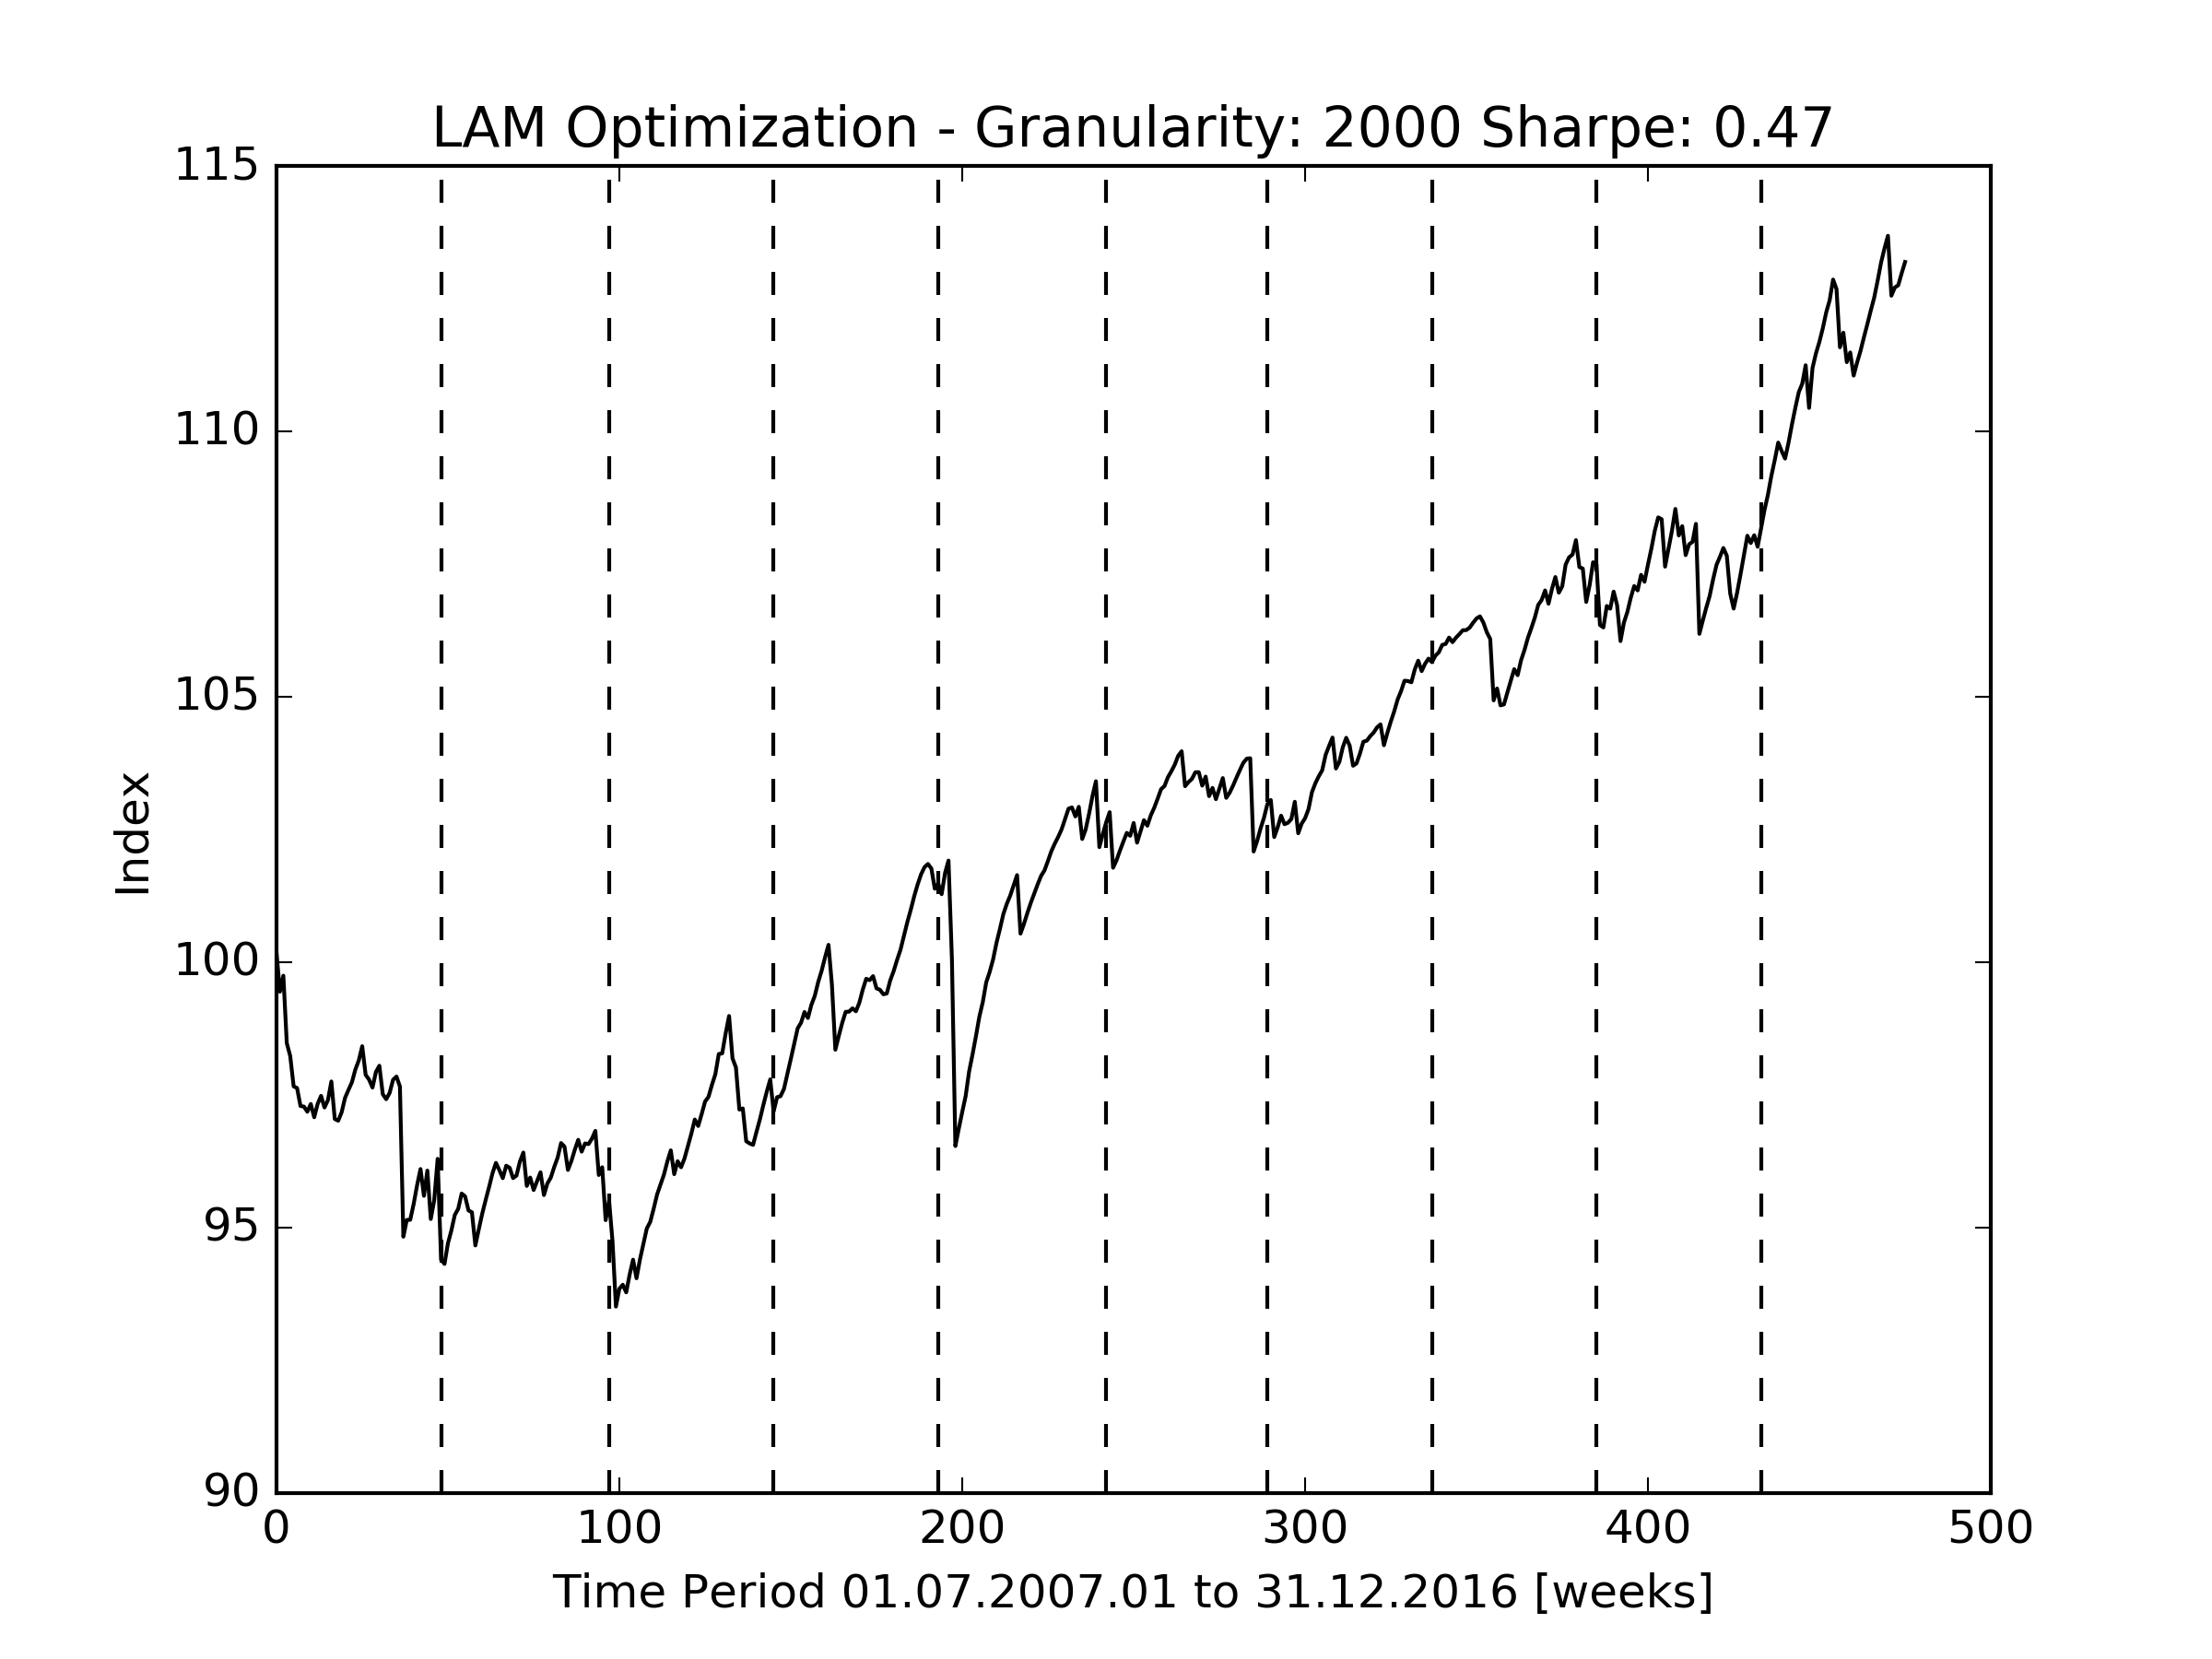 LAM Optimization - Granularity: 2000 Sharpe: 0.47
115
110
105
100
95
90
Index
0 100 200 300 400 500
Time Period 01.07.2007.01 to 31.12.2016 [weeks]